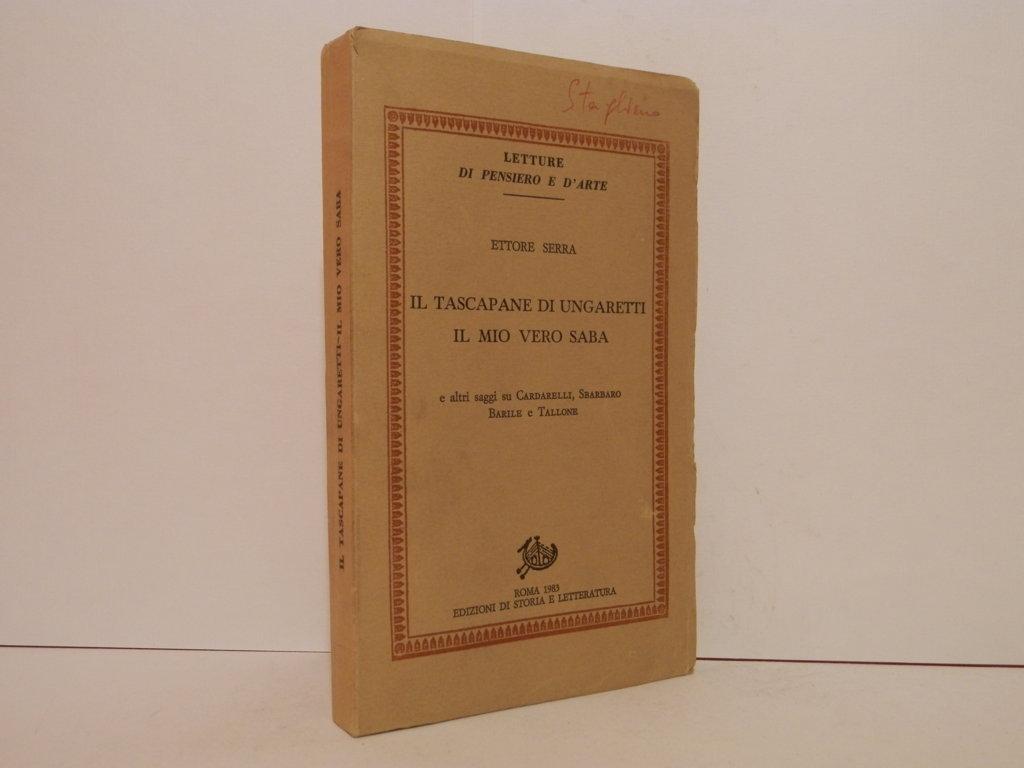 Staglieno
LETTURE
DI PENSIERO E D'ARTE
ETTORE SERRA
IL TASCAPANE DI UNGARETTI
IL MIO VERO SABA
e altri saggi su CARDARELLI, SBARBARO
BARILE e TALLONE
ROMA 1983
EDIZIONI DI STORIA E LETTERATURA
IL TASCAPANE DI UNGARETTI-IL MIO VERO SABA